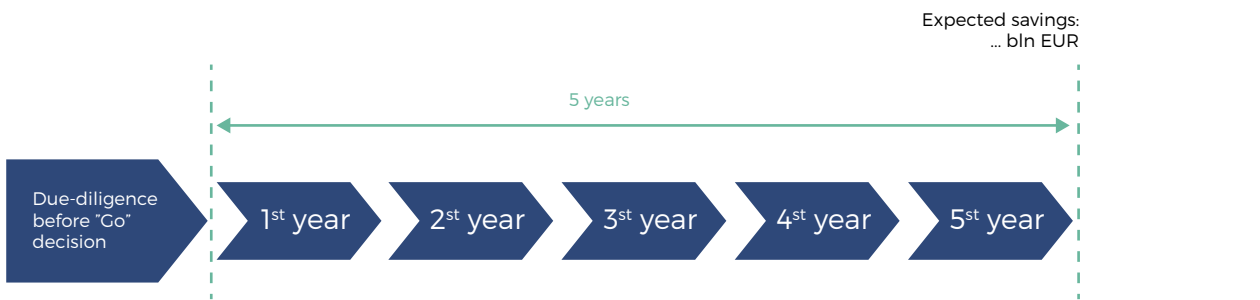 Expected savings:
... bln EUR
5 years
Due-diligence
before ”Go”
decision
1st year
2st year
3st year
4st year
5st year